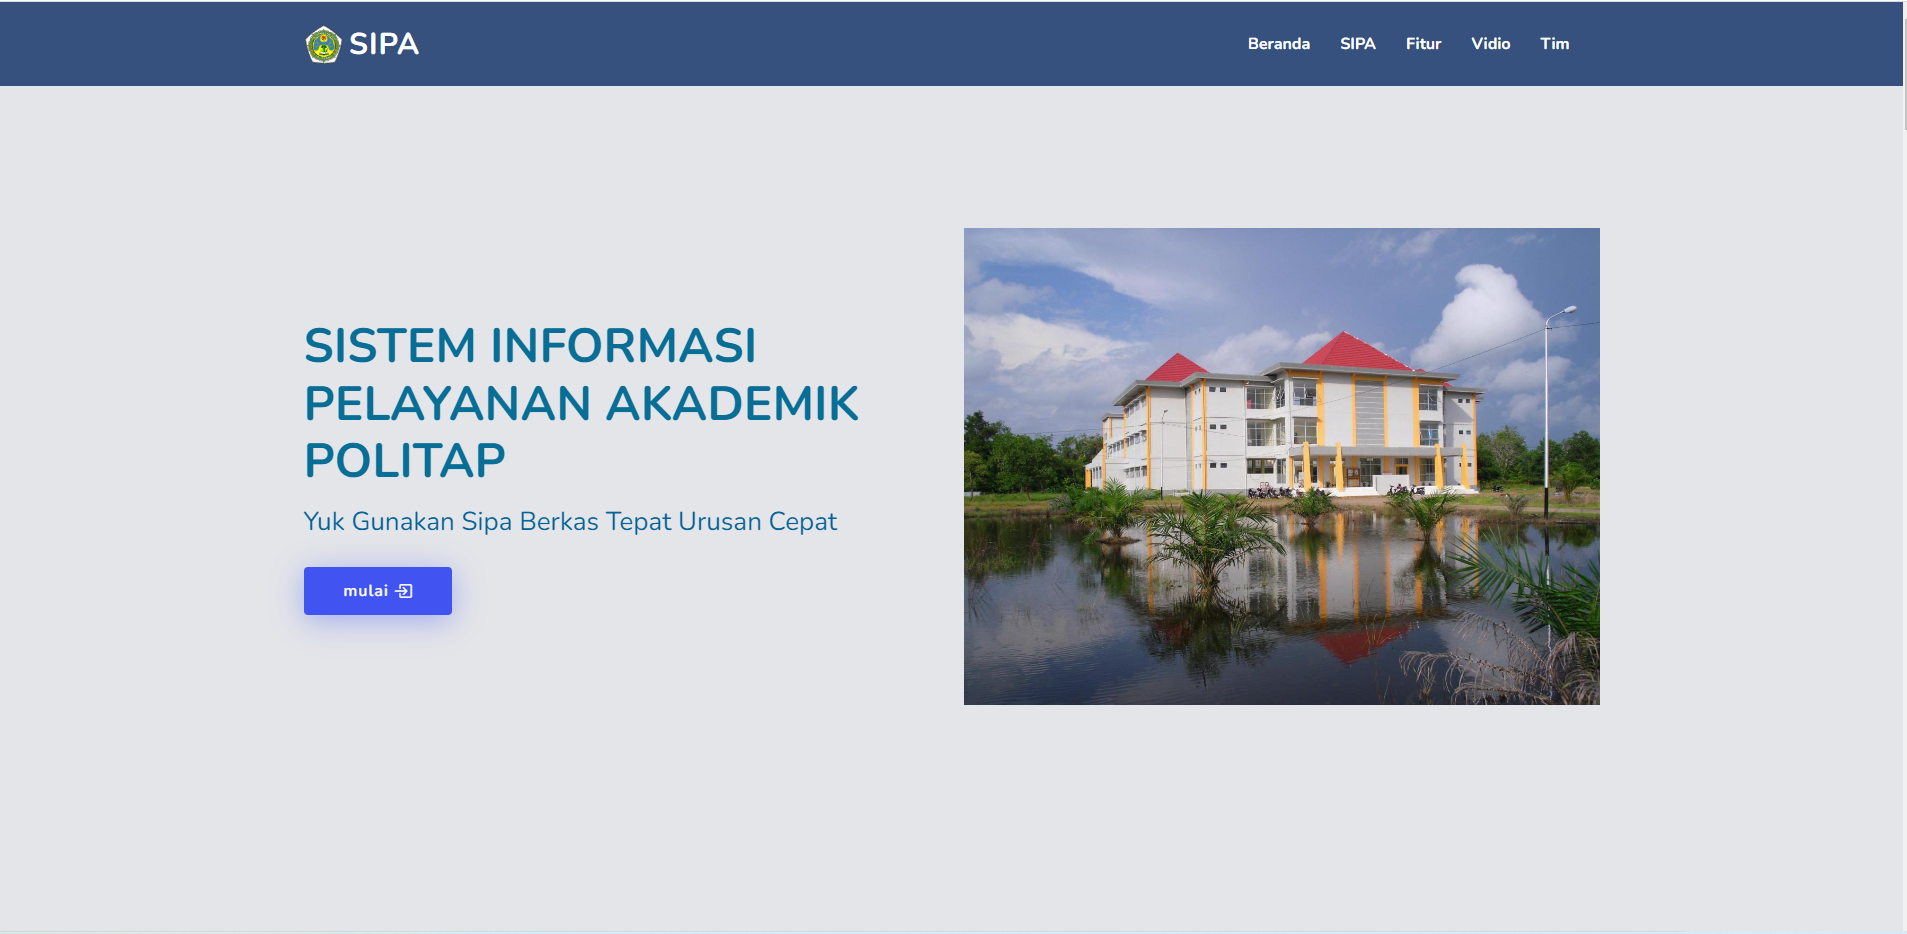 SIPA
Beranda SIPA Fitur Vidio Tim
SISTEM INFORMASI
PELAYANAN AKADEMIK
POLITAP
Yuk Gunakan Sipa Berkas Tepat Urusan Cepat
mulai